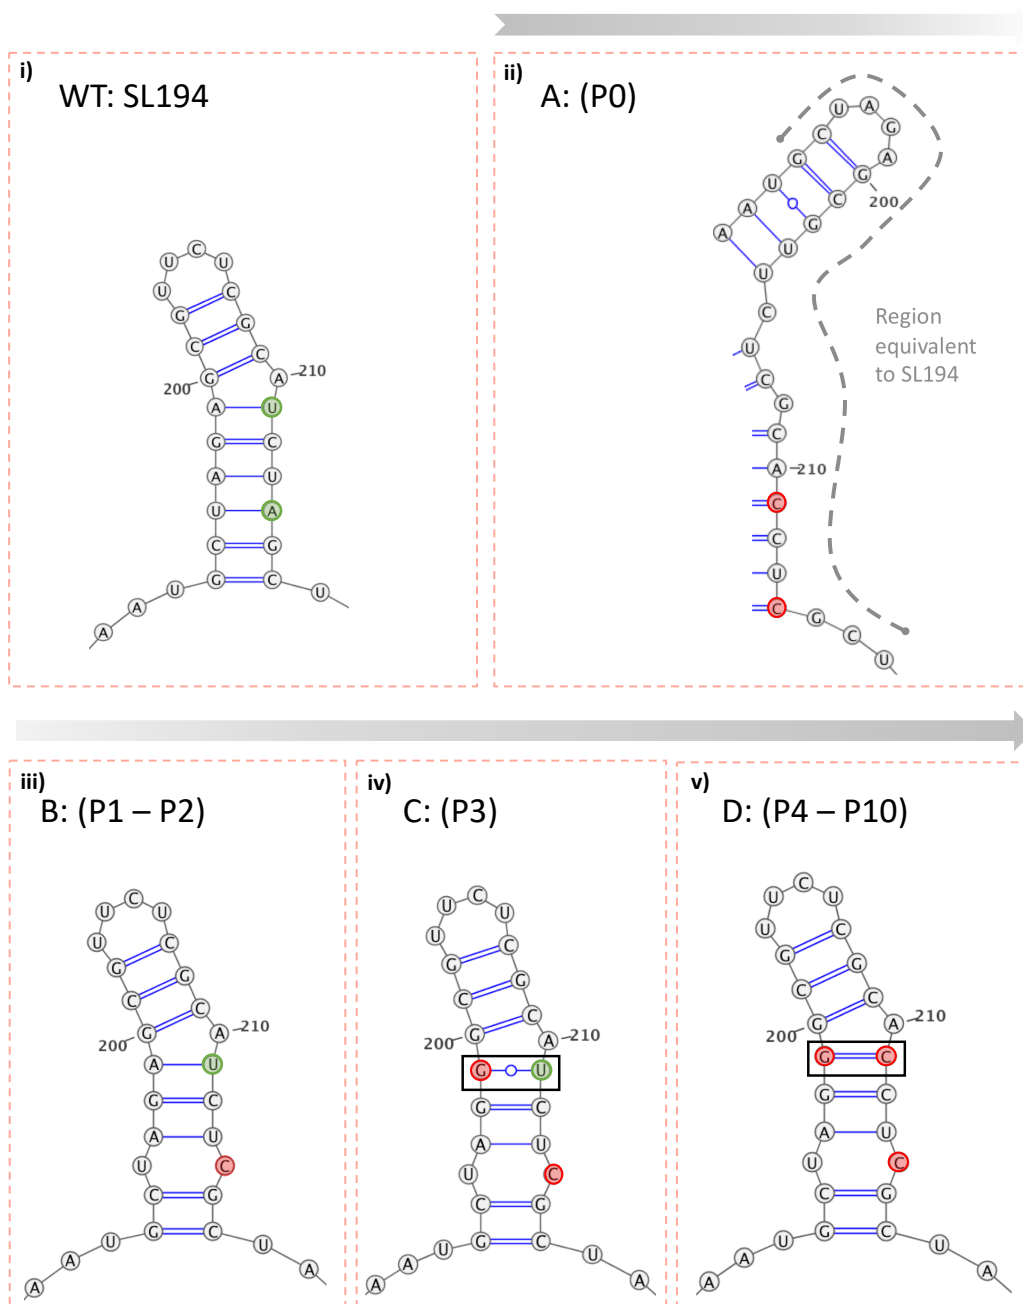 i)
WT: SL194
A A U G C U A G A G C G U U C U C G C A U C U A G C U
200
210
ii)
A: (P0)
A A U G C U A G A G C G U U C U C G C A C C U C G C U
200
210
Region
equivalent
to SL194
iii)
B: (P1 – P2)
A A U G C U A G A G C G U U C U C G C A U C U C G C U A
200
210
iv)
C: (P3)
A A U G C U A G G G C G U U C U C G C A U C U C G C U A
200
210
v)
D: (P4 – P10)
A A U G C U A G G G C G U U C U C G C A C C U C G C U A
200
210